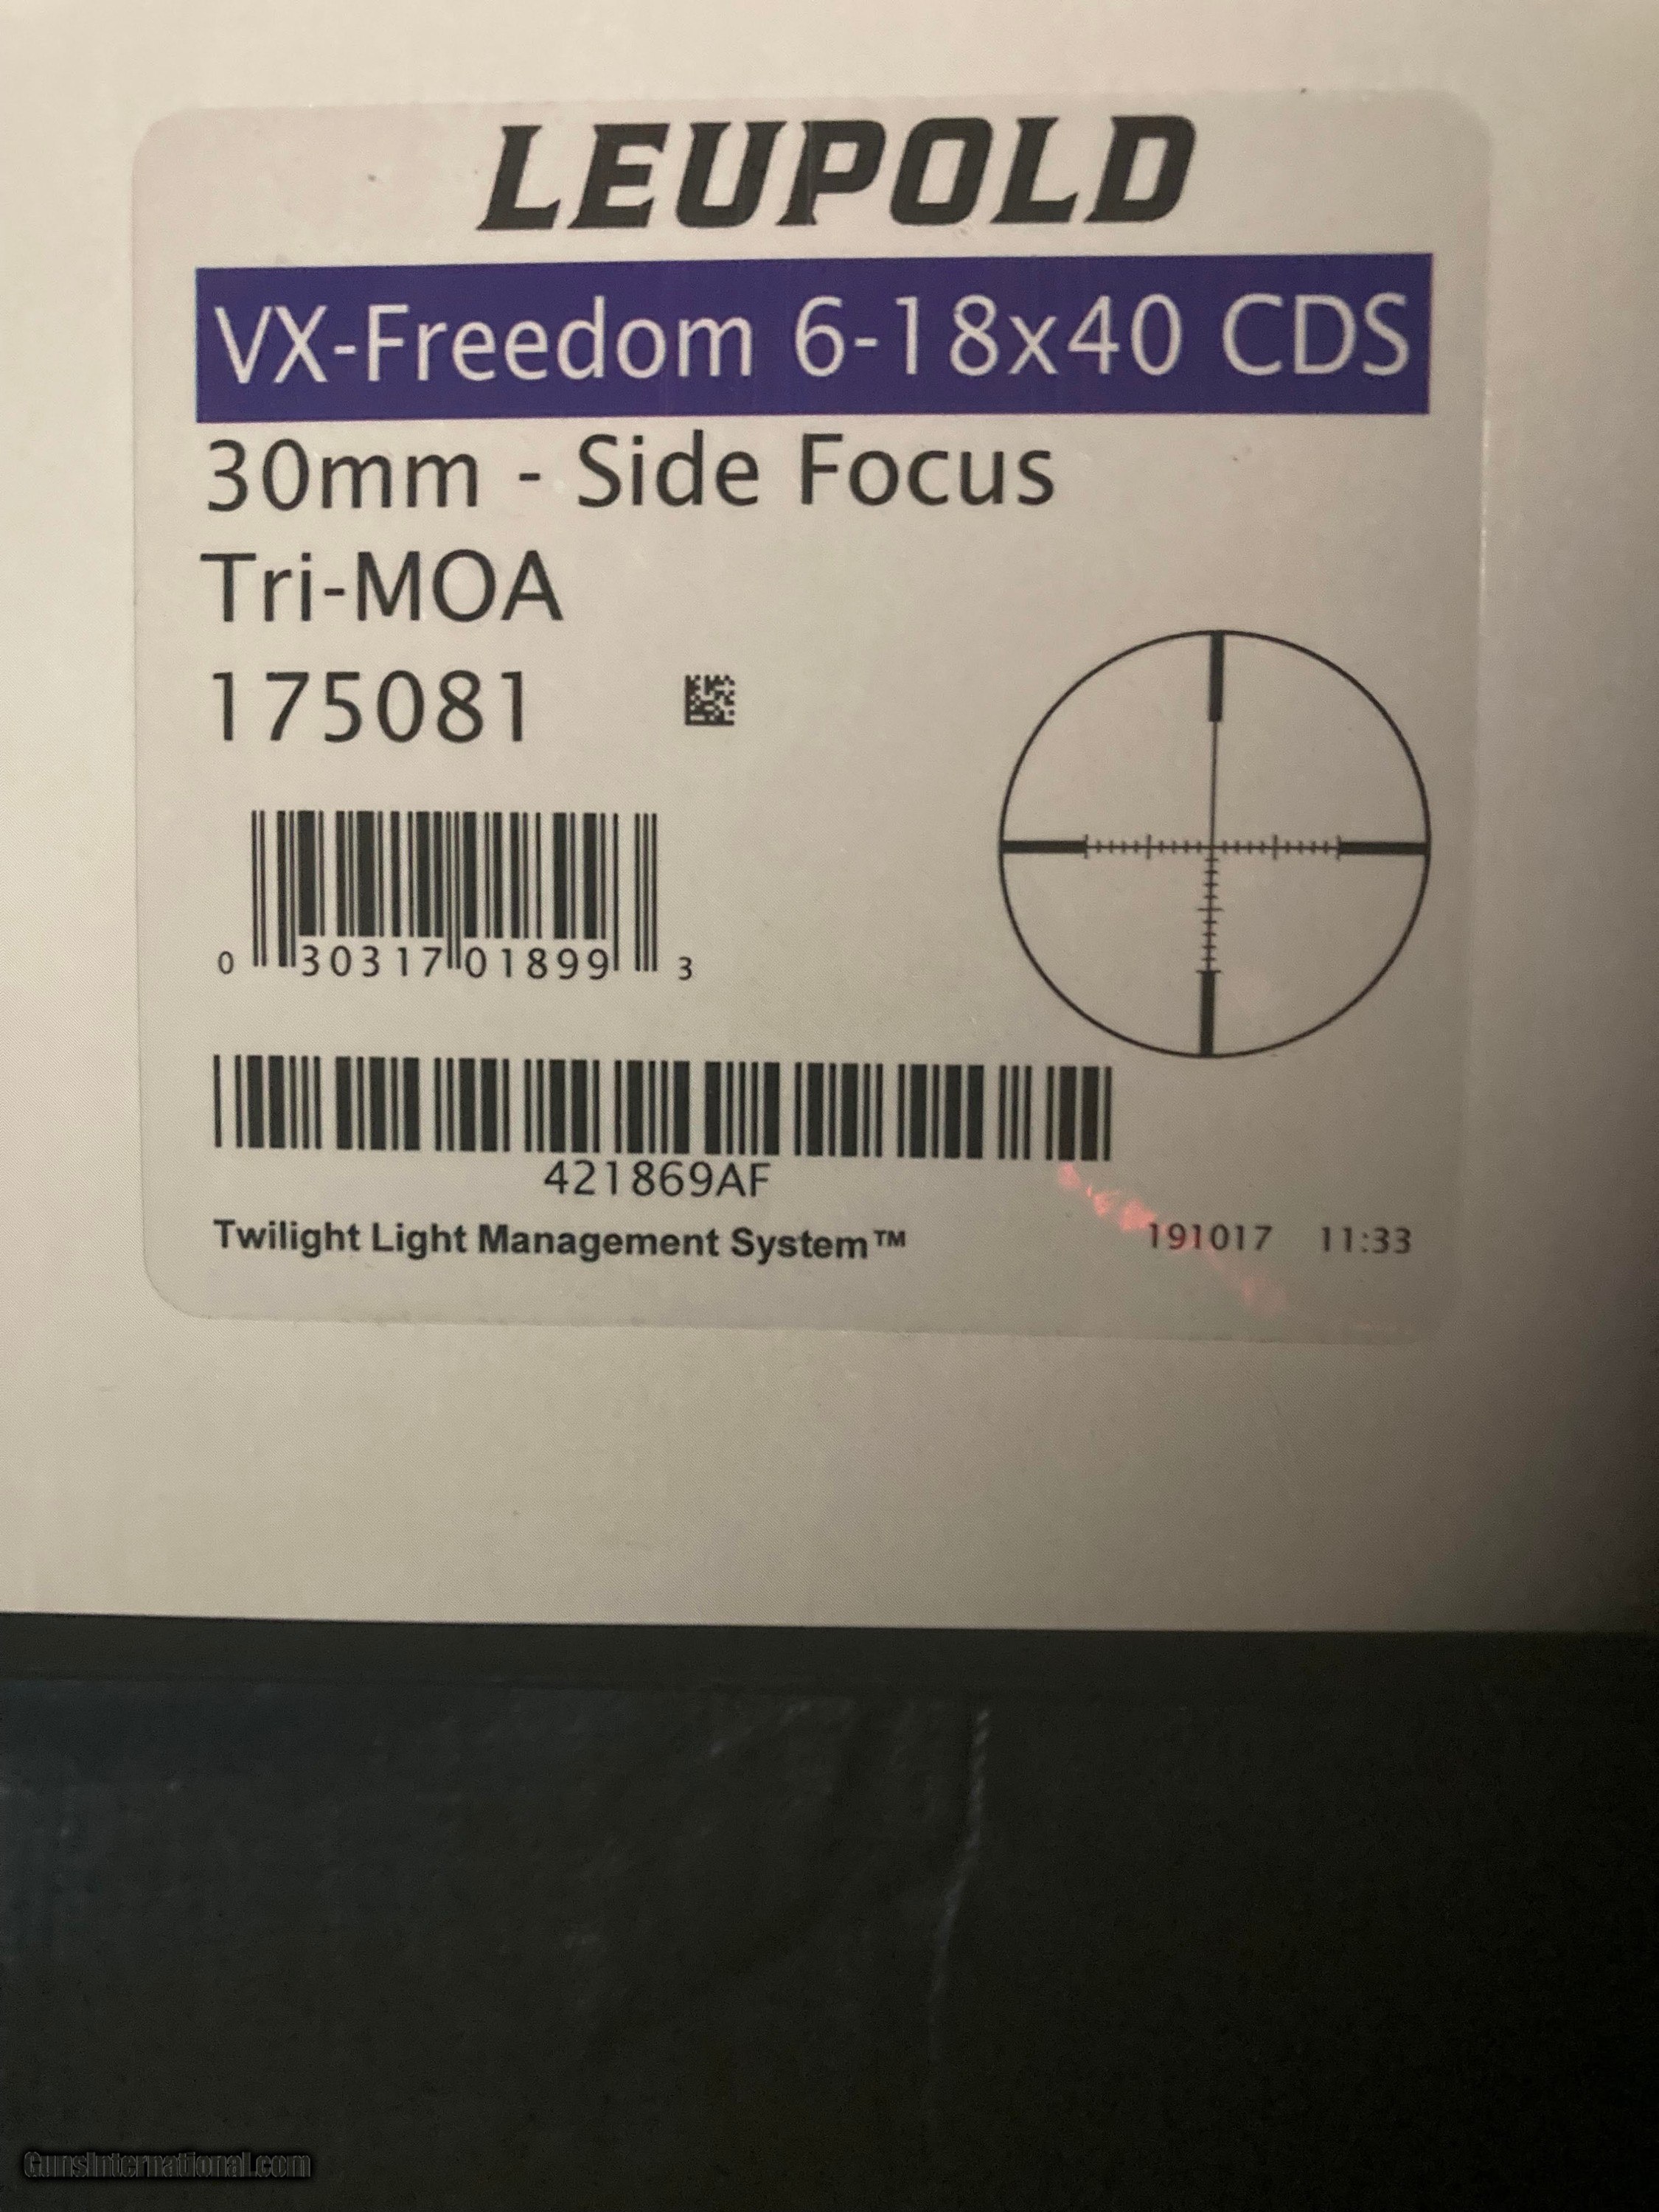 LEUPOLD
VX-Freedom 6-18x40 CDS
30mm - Side Focus
Tri-MOA
175081
0 30317 01899 3
421869AF
Twilight Light Management System™ 191017 11:33
GunsInternational.com